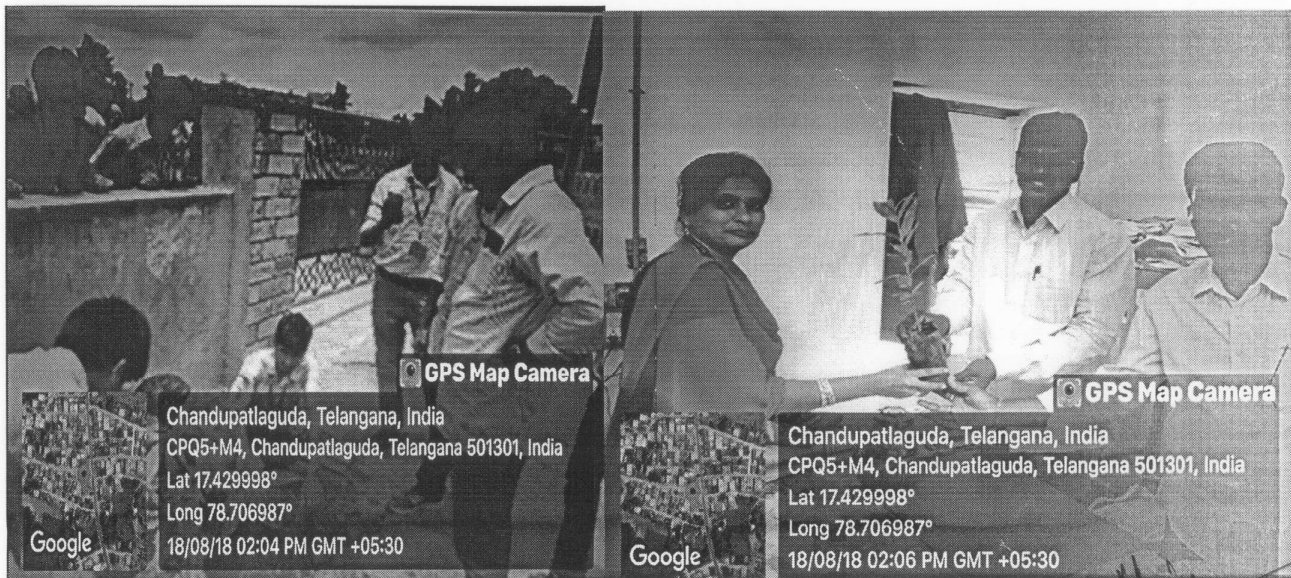 GPS Map Camera
Chandupatlaguda, Telangana, India
CPQ5+M4, Chandupatlaguda, Telangana 501301, India
Lat 17.429998°
Long 78.706987°
18/08/18 02:04 PM GMT +05:30
Google
GPS Map Camera
Chandupatlaguda, Telangana, India
CPQ5+M4, Chandupatlaguda, Telangana 501301, India
Lat 17.429998°
Long 78.706987°
18/08/18 02:06 PM GMT +05:30
Google